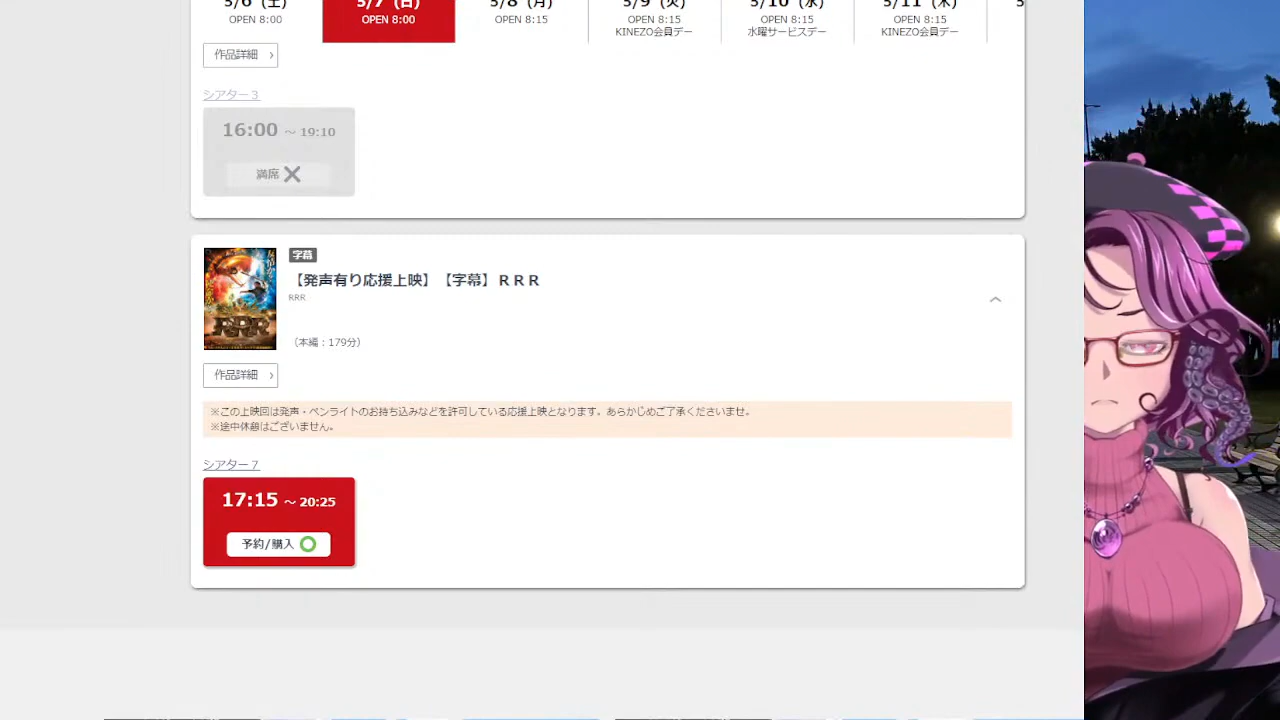 5/6 (土)
OPEN 8:00
5/7 (日)
OPEN 8:00
5/8 (月)
OPEN 8:15
5/9 (火)
OPEN 8:15
KINEZO会員デー
5/10 (水)
OPEN 8:15
水曜サービスデー
5/11 (木)
OPEN 8:15
KINEZO会員デー
5
作品詳細
シアター3
16:00 ～ 19:10
満席
字幕
【発声有り応援上映】【字幕】ＲＲＲ
RRR
（本編：179分）
RRR
作品詳細
※この上映回は発声・ペンライトのお持ち込みなどを許可している応援上映となります。あらかじめご了承くださいませ。
※途中休憩はございません。
シアター7
17:15 ～ 20:25
予約/購入